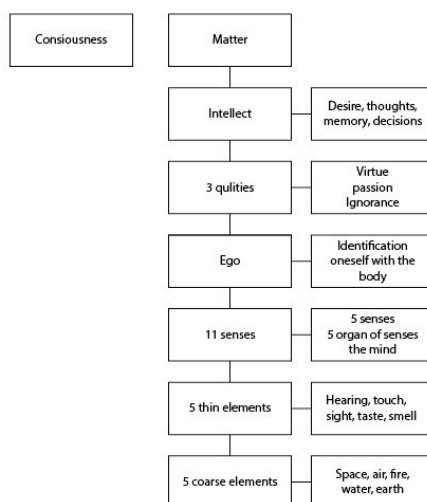 Consiousness
Matter
Intellect
Desire, thoughts,
memory, decisions
3 qulities
Virtue
passion
Ignorance
Ego
Identification
oneself with the
body
11 senses
5 senses
5 organ of senses
the mind
5 thin elements
Hearing, touch,
sight, taste, smell
5 coarse elements
Space, air, fire,
water, earth